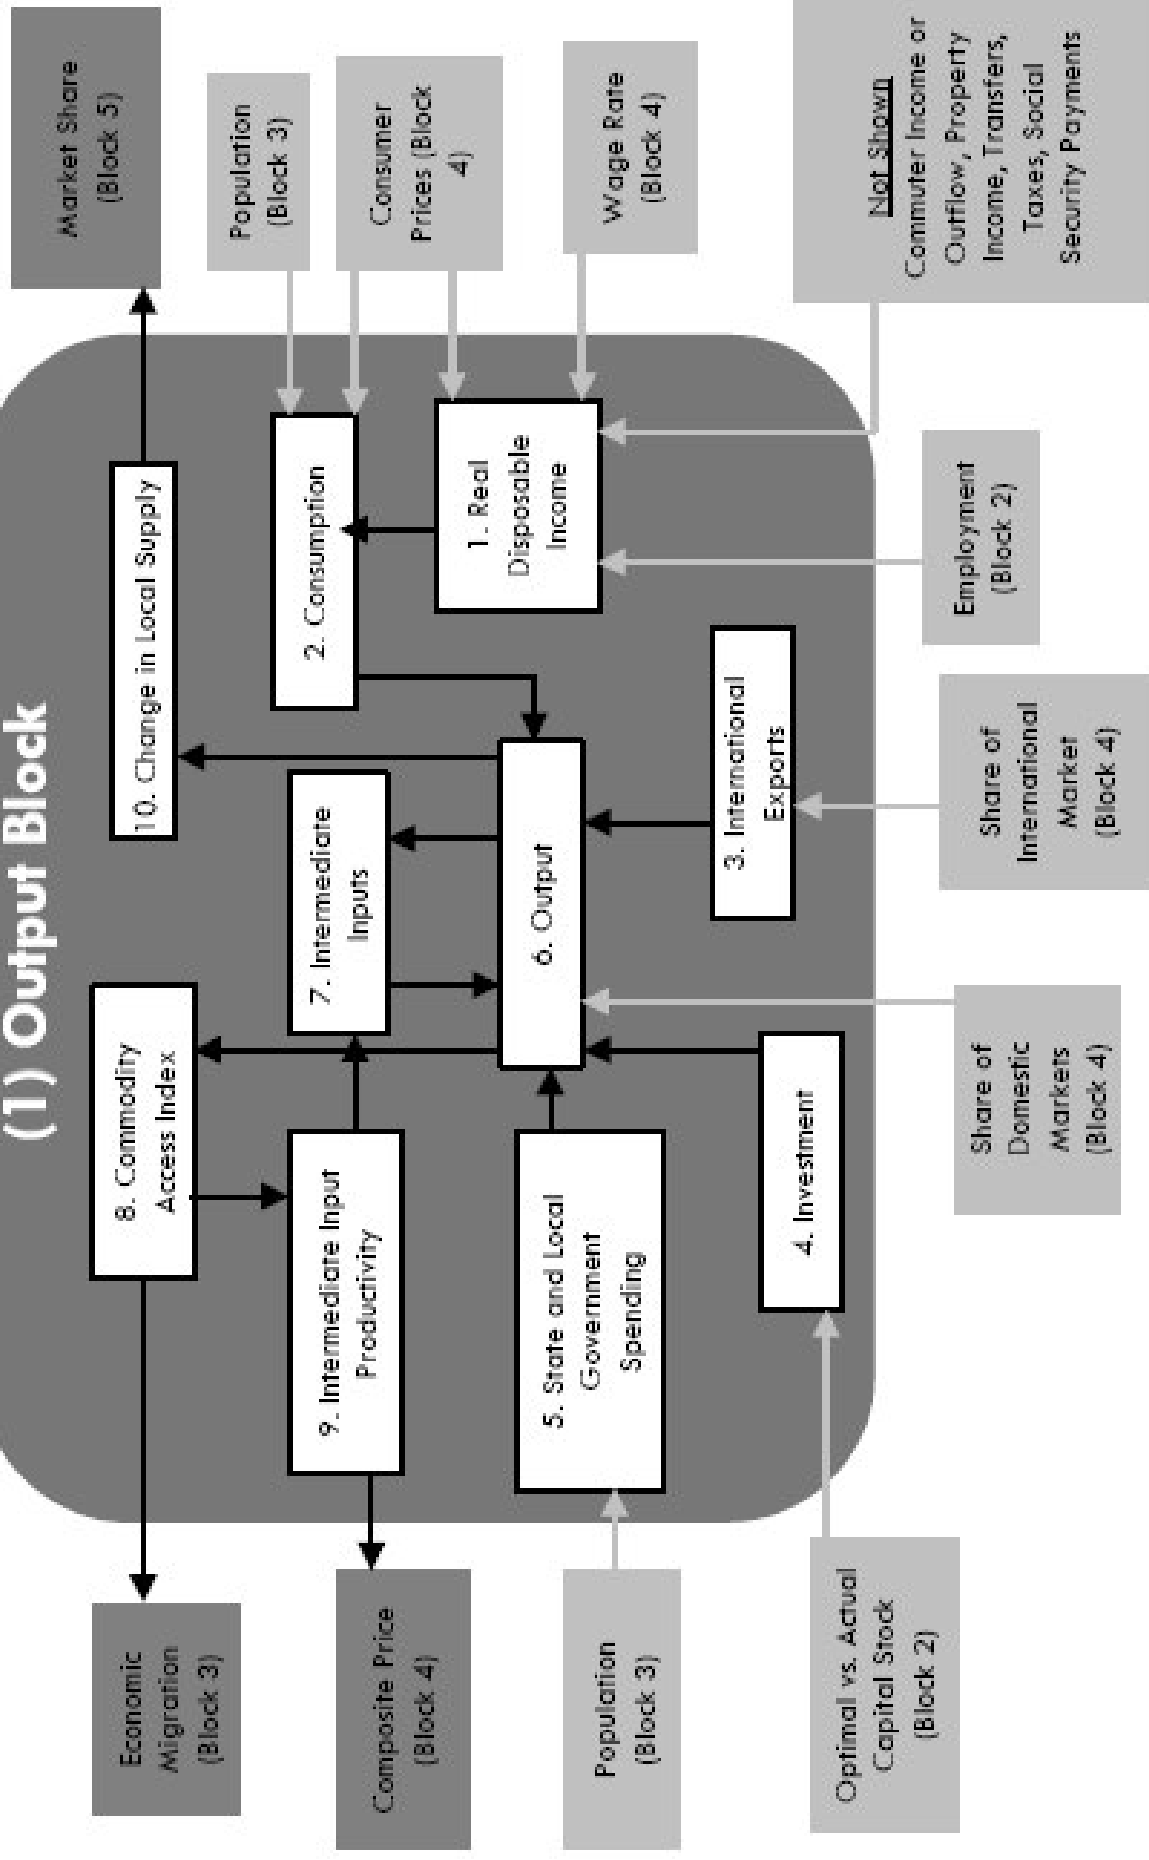 (1) Output Block
Economic
Migration
(Block 3)
8. Commodity
Access Index
10. Change in Local Supply
Market Share
(Block 5)
Composite Price
(Block 4)
9. Intermediate Input
Productivity
7. Intermediate
Inputs
2. Consumption
Population
(Block 3)
Consumer
Prices (Block
4)
Population
(Block 3)
5. State and Local
Government
Spending
6. Output
1. Real
Disposable
Income
Wage Rate
(Block 4)
Optimal vs. Actual
Capital Stock
(Block 2)
4. Investment
3. International
Exports
Share of
Domestic
Markets
(Block 4)
Share of
International
Market
(Block 4)
Employment
(Block 2)
Not Shown
Commuter Income or
Outflow, Property
Income, Transfers,
Taxes, Social
Security Payments